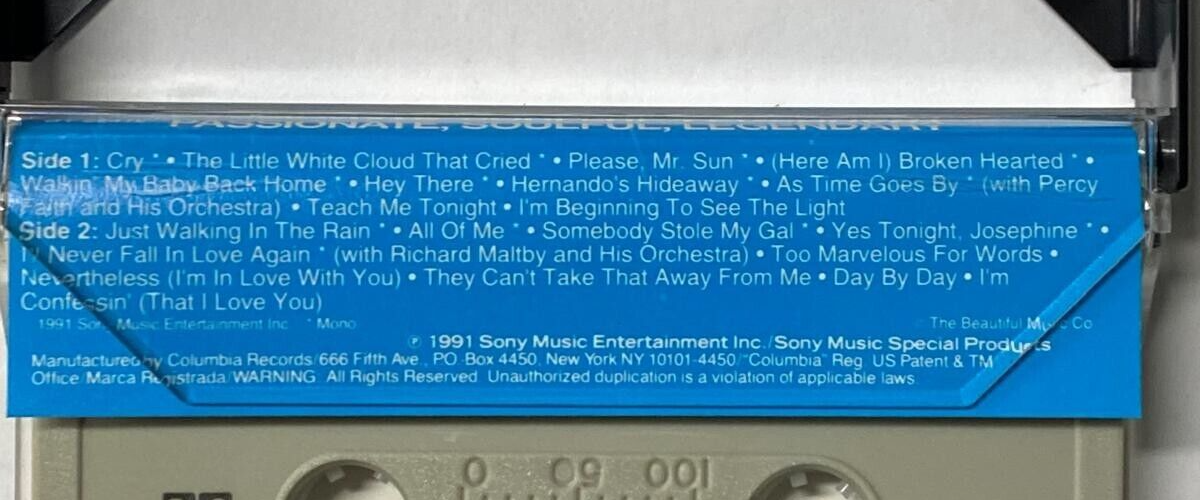 PASSIONATE, SOULFUL, LEGENDARY
Side 1: Cry * • The Little White Cloud That Cried * • Please, Mr. Sun * • (Here Am I) Broken Hearted * •
Walkin' My Baby Back Home * • Hey There * • Hernando's Hideaway * • As Time Goes By * (with Percy
Faith and His Orchestra) • Teach Me Tonight • I'm Beginning To See The Light
Side 2: Just Walking In The Rain * • All Of Me * • Somebody Stole My Gal * • Yes Tonight, Josephine * •
I'll Never Fall In Love Again * (with Richard Maltby and His Orchestra) • Too Marvelous For Words •
Nevertheless (I'm In Love With You) • They Can't Take That Away From Me • Day By Day • I'm
Confessin' (That I Love You)
1991 Sony Music Entertainment Inc. * Mono The Beautiful Music Co
℗ 1991 Sony Music Entertainment Inc./Sony Music Special Products
Manufactured by Columbia Records/666 Fifth Ave., PO Box 4450, New York NY 10101-4450/"Columbia" Reg. US Patent & TM
Office/Marca Registrada/WARNING: All Rights Reserved. Unauthorized duplication is a violation of applicable laws
0 50 100